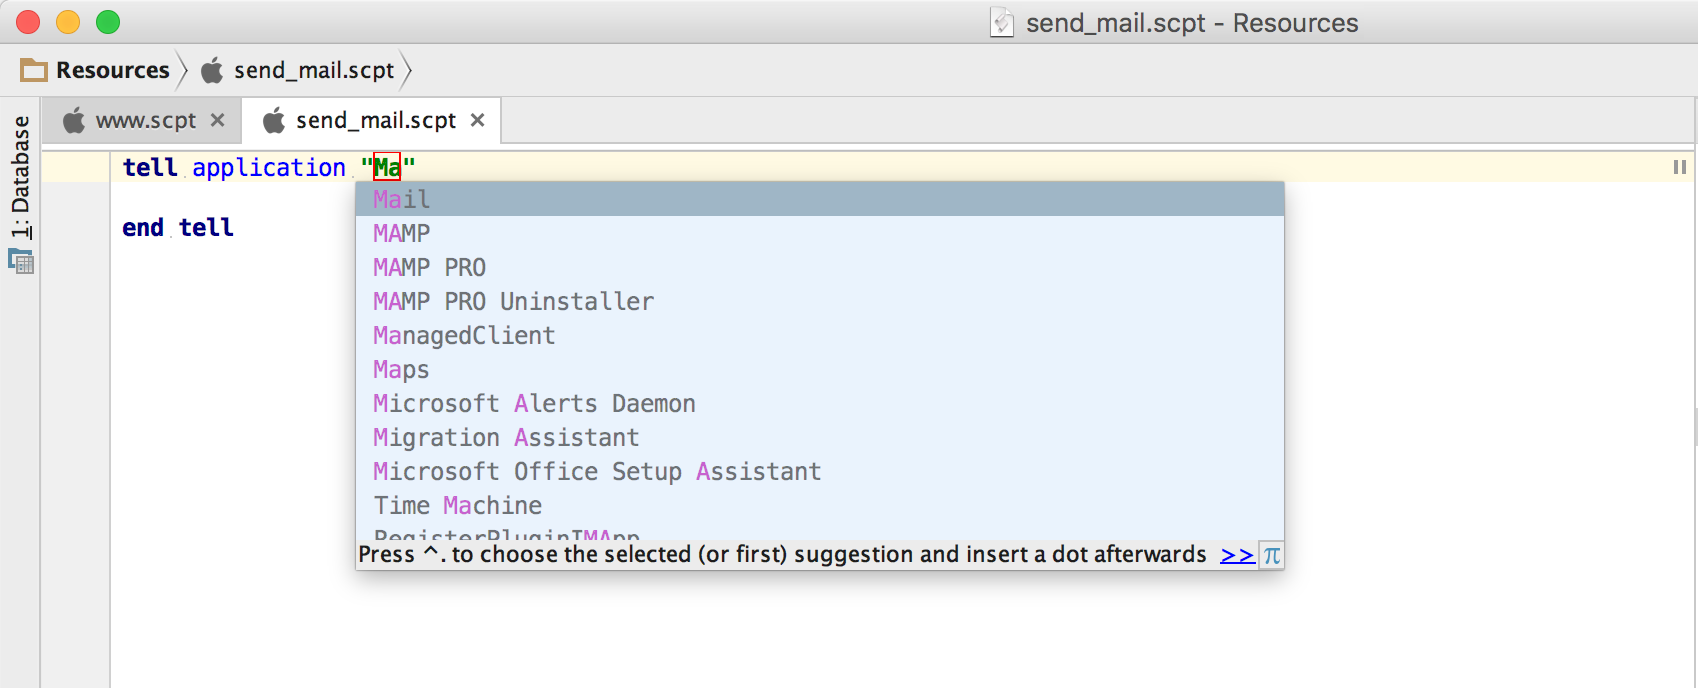 send_mail.scpt - Resources
Resources send_mail.scpt
www.scpt send_mail.scpt
1: Database
tell application "Ma"
Mail
MAMP
MAMP PRO
MAMP PRO Uninstaller
ManagedClient
Maps
Microsoft Alerts Daemon
Migration Assistant
Microsoft Office Setup Assistant
Time Machine
RegisterPluginIMApp
Press ^. to choose the selected (or first) suggestion and insert a dot afterwards >> π
end tell